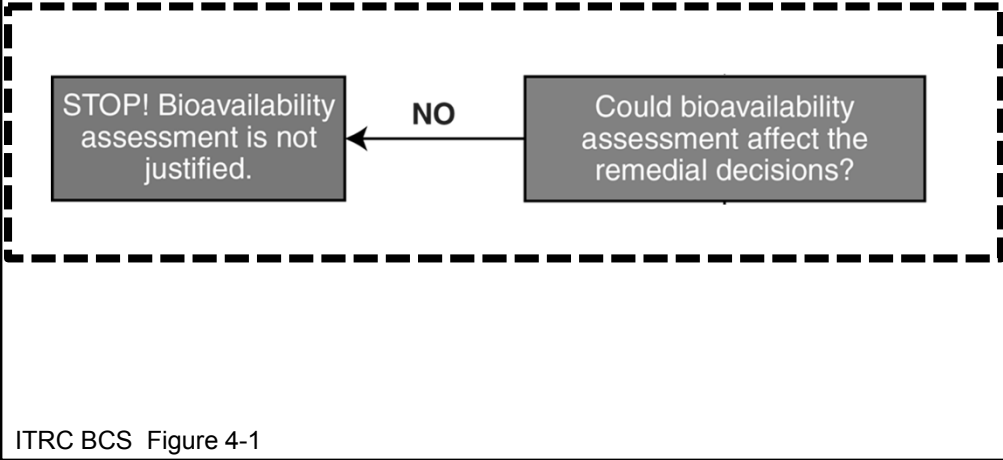 STOP! Bioavailability
assessment is not
justified.
NO
Could bioavailability
assessment affect the
remedial decisions?
ITRC BCS  Figure 4-1